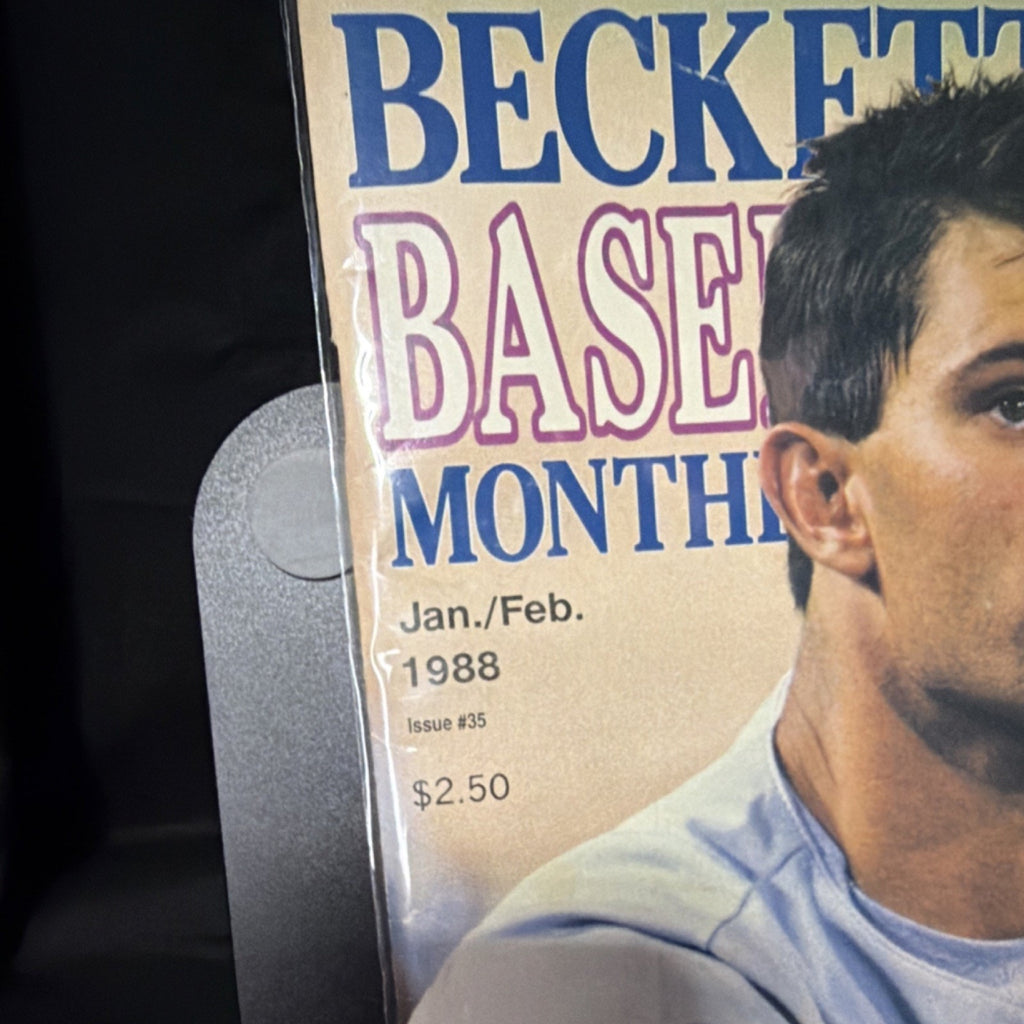 BECKETT
BASE
MONTH
Jan./Feb.
1988
Issue #35
$2.50